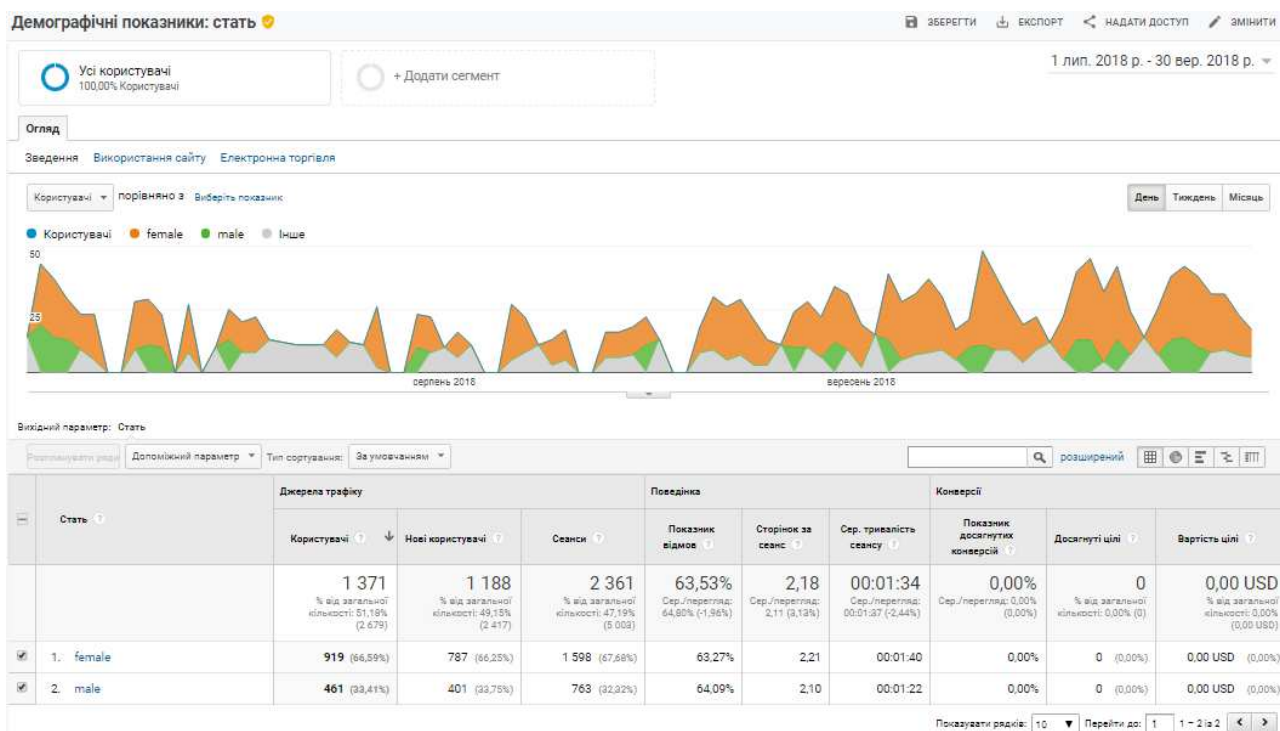 Демографічні показники: стать
ЗБЕРЕГТИ ЕКСПОРТ НАДАТИ ДОСТУП ЗМІНИТИ
Усі користувачі
100,00% Користувачі
+ Додати сегмент
1 лип. 2018 р. - 30 вер. 2018 р.
Огляд
Зведення Використання сайту Електронна торгівля
Користувачі порівняно з Виберіть показник
День Тиждень Місяць
Користувачі female male Інше
50
25
серпень 2018 вересень 2018
Вихідний параметр: Стать
Допоміжний параметр Тип сортування: За умовчанням
розширений
Стать
Джерела трафіку Поведінка Конверсії
Користувачі Нові користувачі Сеанси Показник відмов Сторінок за сеанс Сер. тривалість сеансу Показник досягнутих конверсій Досягнуті цілі Вартість цілі
1 371 1 188 2 361 63,53% 2,18 00:01:34 0,00% 0 0,00 USD
% від загальної кількості: 51,18% (2 679) % від загальної кількості: 49,15% (2 417) % від загальної кількості: 47,19% (5 003) Сер./перегляд: 64,80% (-1,96%) Сер./перегляд: 2,11 (3,13%) Сер./перегляд: 00:01:37 (-2,44%) Сер./перегляд: 0,00% (0,00%) % від загальної кількості: 0,00% (0) % від загальної кількості: 0,00% (0,00 USD)
1. female 919 (66,59%) 787 (66,25%) 1 598 (67,68%) 63,27% 2,21 00:01:40 0,00% 0 (0,00%) 0,00 USD (0,00%)
2. male 461 (33,41%) 401 (33,75%) 763 (32,32%) 64,09% 2,10 00:01:22 0,00% 0 (0,00%) 0,00 USD (0,00%)
Показувати рядків: 10 Перейти до: 1 1 – 2 із 2